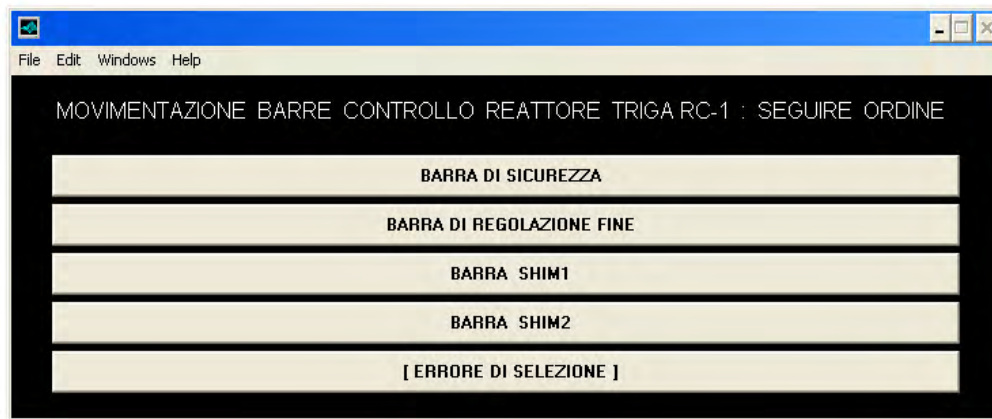 File Edit Windows Help
MOVIMENTAZIONE BARRE CONTROLLO REATTORE TRIGA RC-1 : SEGUIRE ORDINE
BARRA DI SICUREZZA
BARRA DI REGOLAZIONE FINE
BARRA SHIM1
BARRA SHIM2
[ ERRORE DI SELEZIONE ]